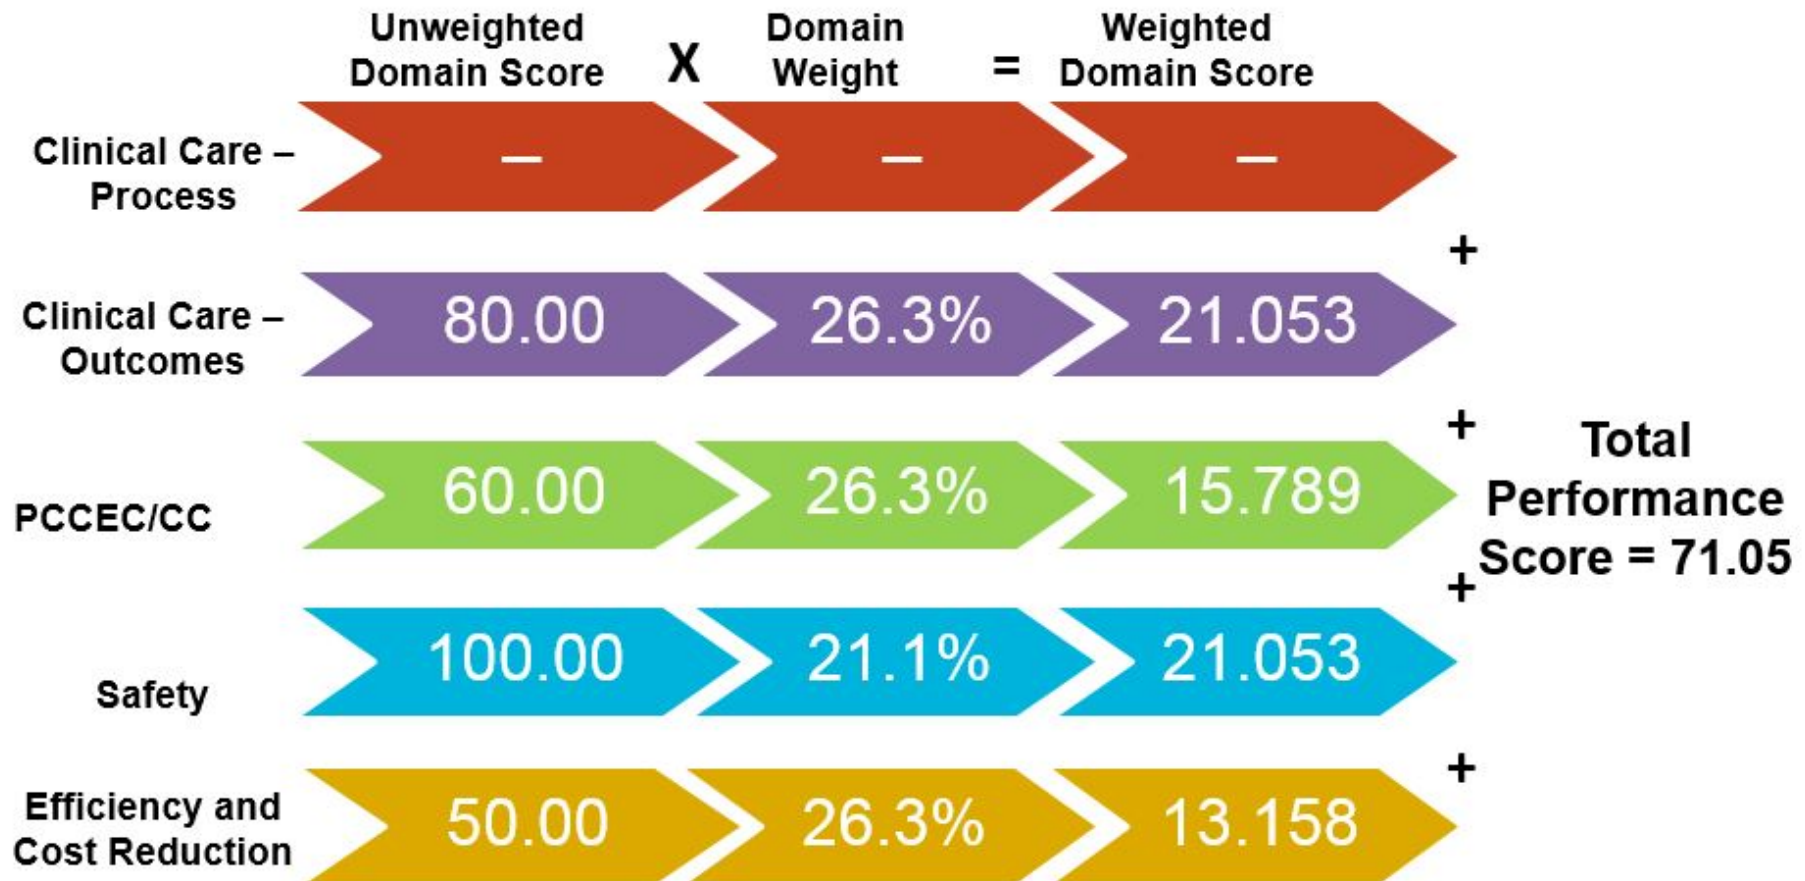 Unweighted
Domain Score
X
Domain
Weight
=
Weighted
Domain Score
Clinical Care –
Process
–
–
–
+
Clinical Care –
Outcomes
80.00
26.3%
21.053
+
PCCEC/CC
60.00
26.3%
15.789
+
Safety
100.00
21.1%
21.053
+
Efficiency and
Cost Reduction
50.00
26.3%
13.158
Total
Performance
Score = 71.05